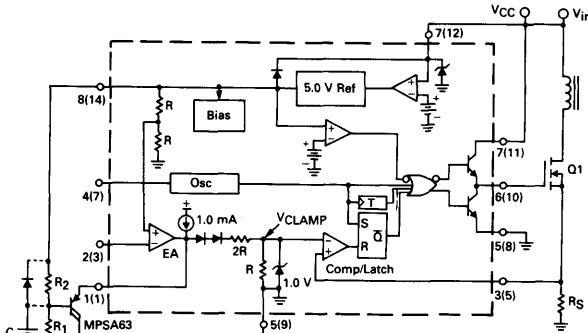 VCC
Vin
7(12)
8(14)
R
R
Bias
5.0 V Ref
+
−
+
−
+
−
+
−
7(11)
Q1
4(7)
Osc
6(10)
T
+
1.0 mA
VCLAMP
S
Q
R
2(3)
+
−
EA
2R
R
1.0 V
−
+
Comp/Latch
5(8)
3(5)
RS
R2
1(1)
5(9)
C
R1
MPSA63